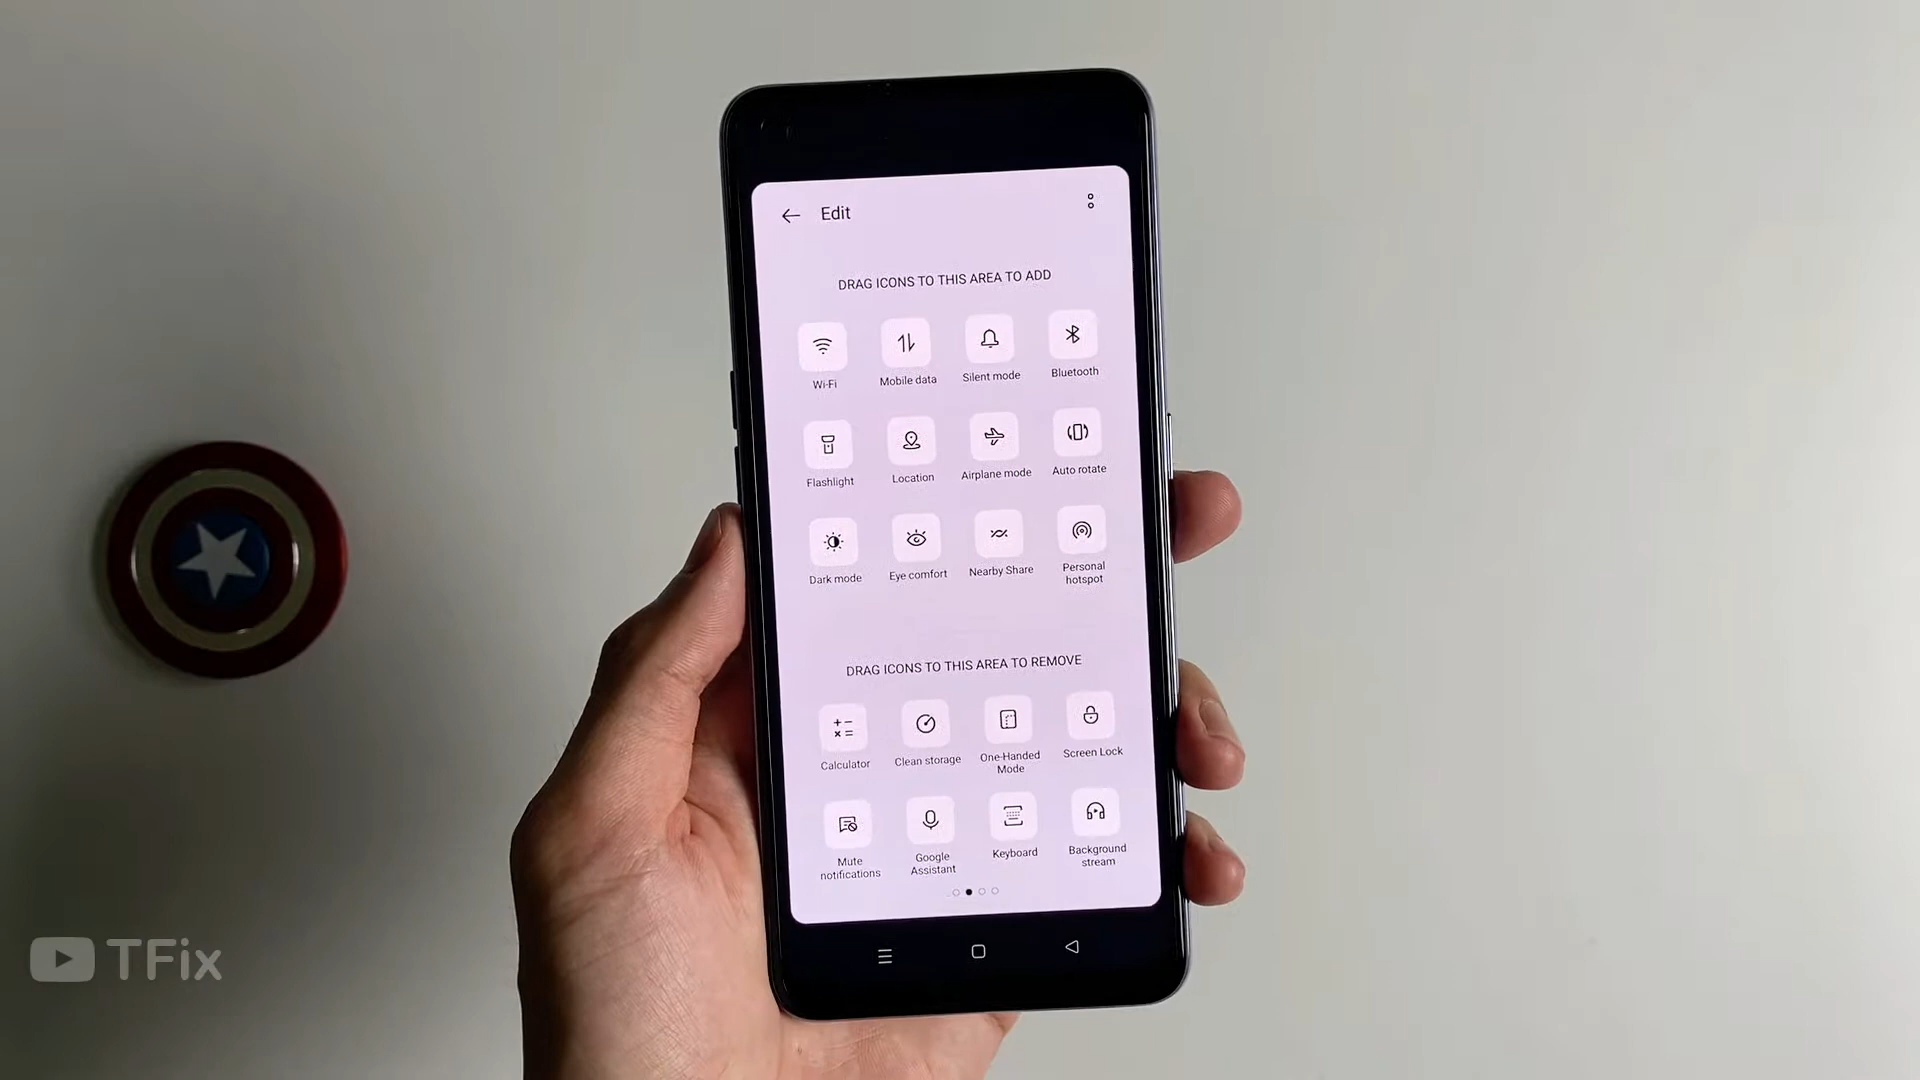 Edit
DRAG ICONS TO THIS AREA TO ADD
Wi-Fi
Mobile data
Silent mode
Bluetooth
Flashlight
Location
Airplane mode
Auto rotate
Dark mode
Eye comfort
Nearby Share
Personal
hotspot
DRAG ICONS TO THIS AREA TO REMOVE
Calculator
Clean storage
One-Handed
Mode
Screen Lock
Mute
notifications
Google
Assistant
Keyboard
Background
stream
TFix